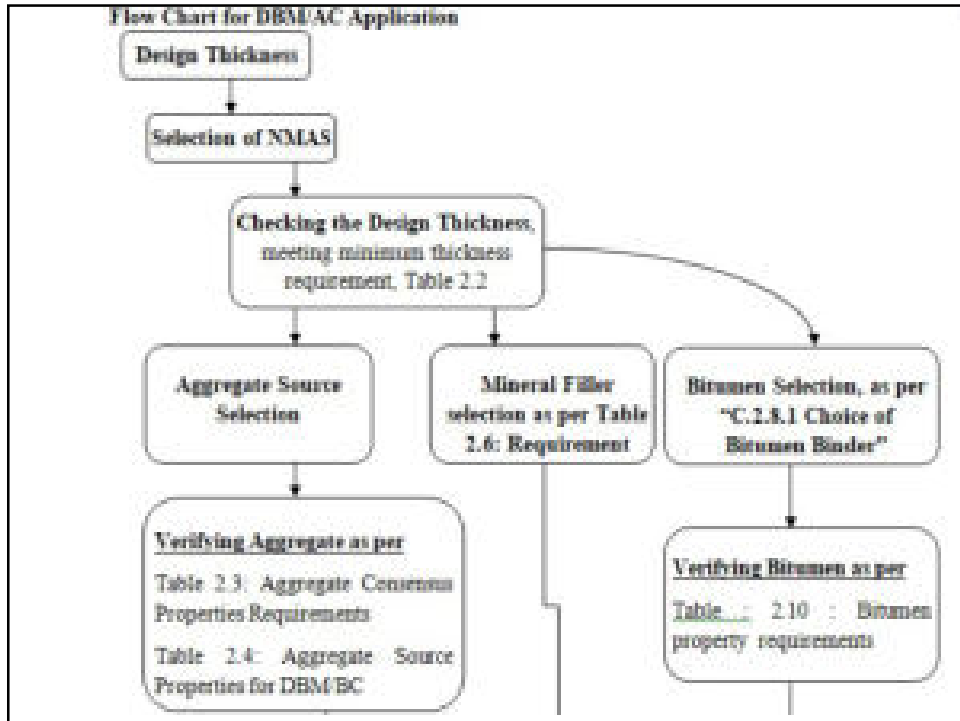 Flow Chart for DBM/AC Application
Design Thickness
Selection of NMAS
Checking the Design Thickness,
meeting minimum thickness
requirement, Table 2.2
Aggregate Source
Selection
Mineral Filler
selection as per Table
2.6: Requirement
Bitumen Selection, as per
“C.2.8.1 Choice of
Bitumen Binder”
Verifying Aggregate as per
Table 2.3: Aggregate Consensus
Properties Requirements
Table 2.4: Aggregate Source
Properties for DBM/BC
Verifying Bitumen as per
Table : 2.10 : Bitumen
property requirements